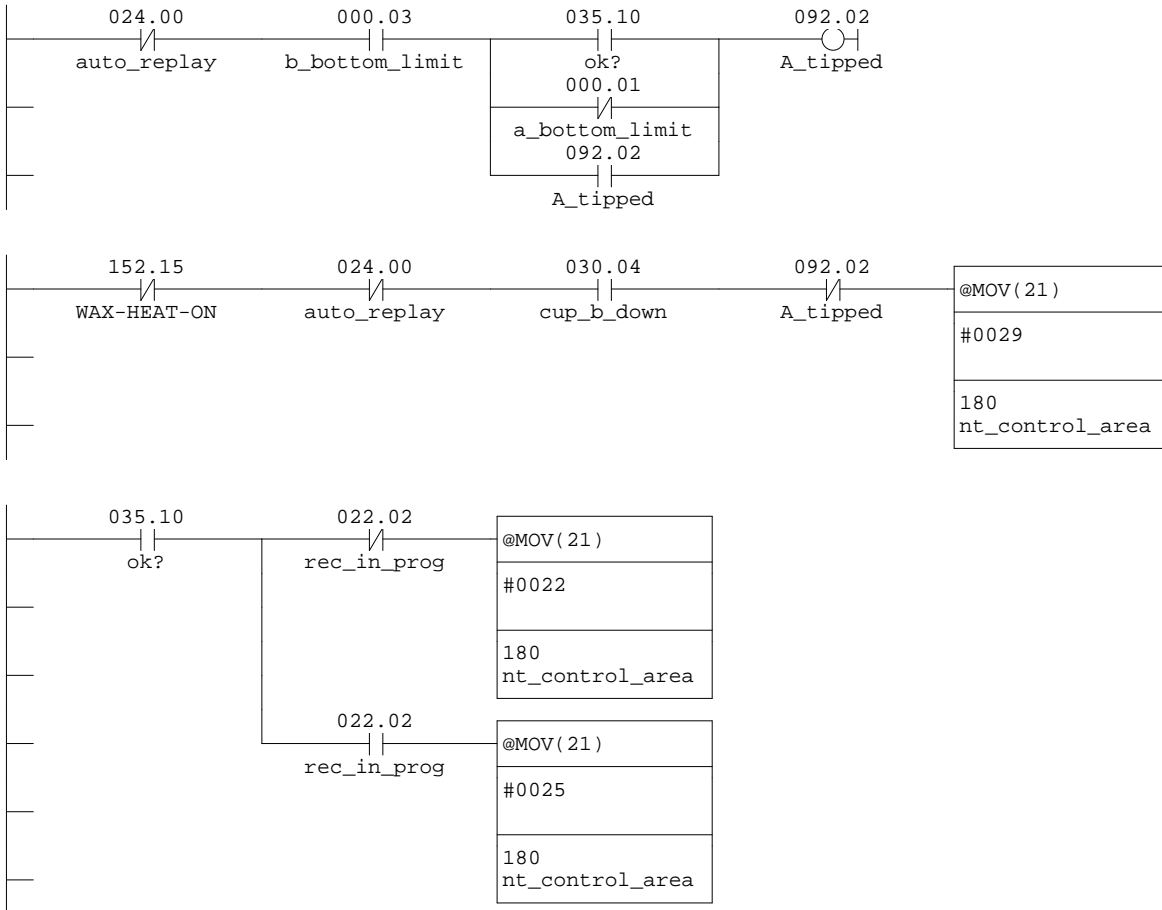 024.00 000.03 035.10 092.02
auto_replay b_bottom_limit ok? A_tipped
000.01
a_bottom_limit
092.02
A_tipped
152.15 024.00 030.04 092.02
WAX-HEAT-ON auto_replay cup_b_down A_tipped
@MOV(21)
#0029
180
nt_control_area
035.10 022.02
ok? rec_in_prog
@MOV(21)
#0022
180
nt_control_area
022.02
rec_in_prog
@MOV(21)
#0025
180
nt_control_area